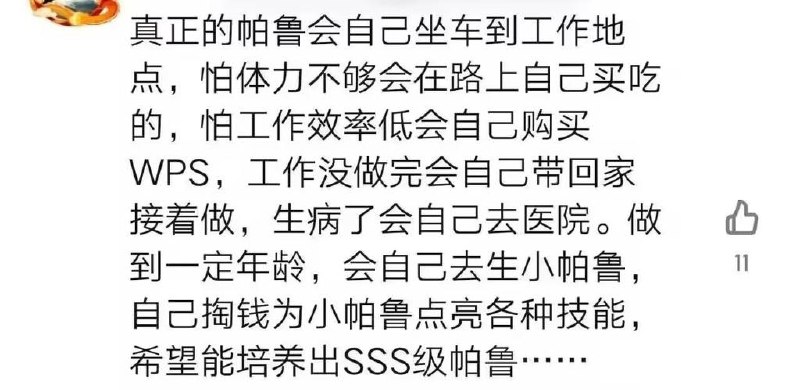 真正的帕鲁会自己坐车到工作地
点，怕体力不够会在路上自己买吃
的，怕工作效率低会自己购买
WPS，工作没做完会自己带回家
接着做，生病了会自己去医院。做
到一定年龄，会自己去生小帕鲁，
自己掏钱为小帕鲁点亮各种技能，
希望能培养出SSS级帕鲁……
11